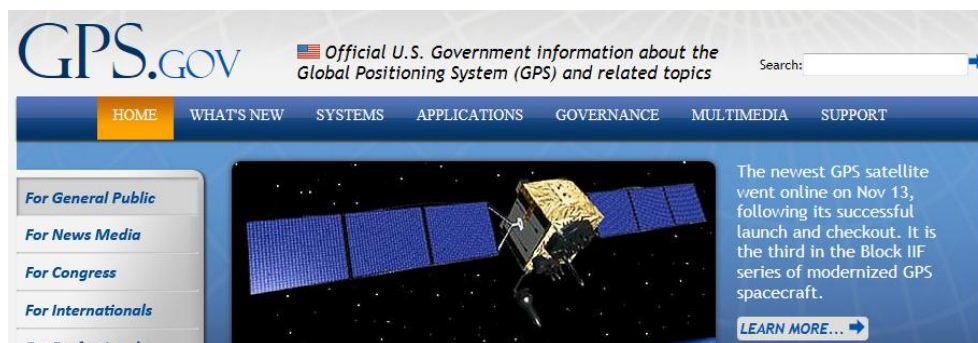 GPS.GOV
Official U.S. Government information about the
Global Positioning System (GPS) and related topics
Search:
HOME WHAT'S NEW SYSTEMS APPLICATIONS GOVERNANCE MULTIMEDIA SUPPORT
For General Public
For News Media
For Congress
For Internationals
The newest GPS satellite
went online on Nov 13,
following its successful
launch and checkout. It is
the third in the Block IIF
series of modernized GPS
spacecraft.
LEARN MORE...